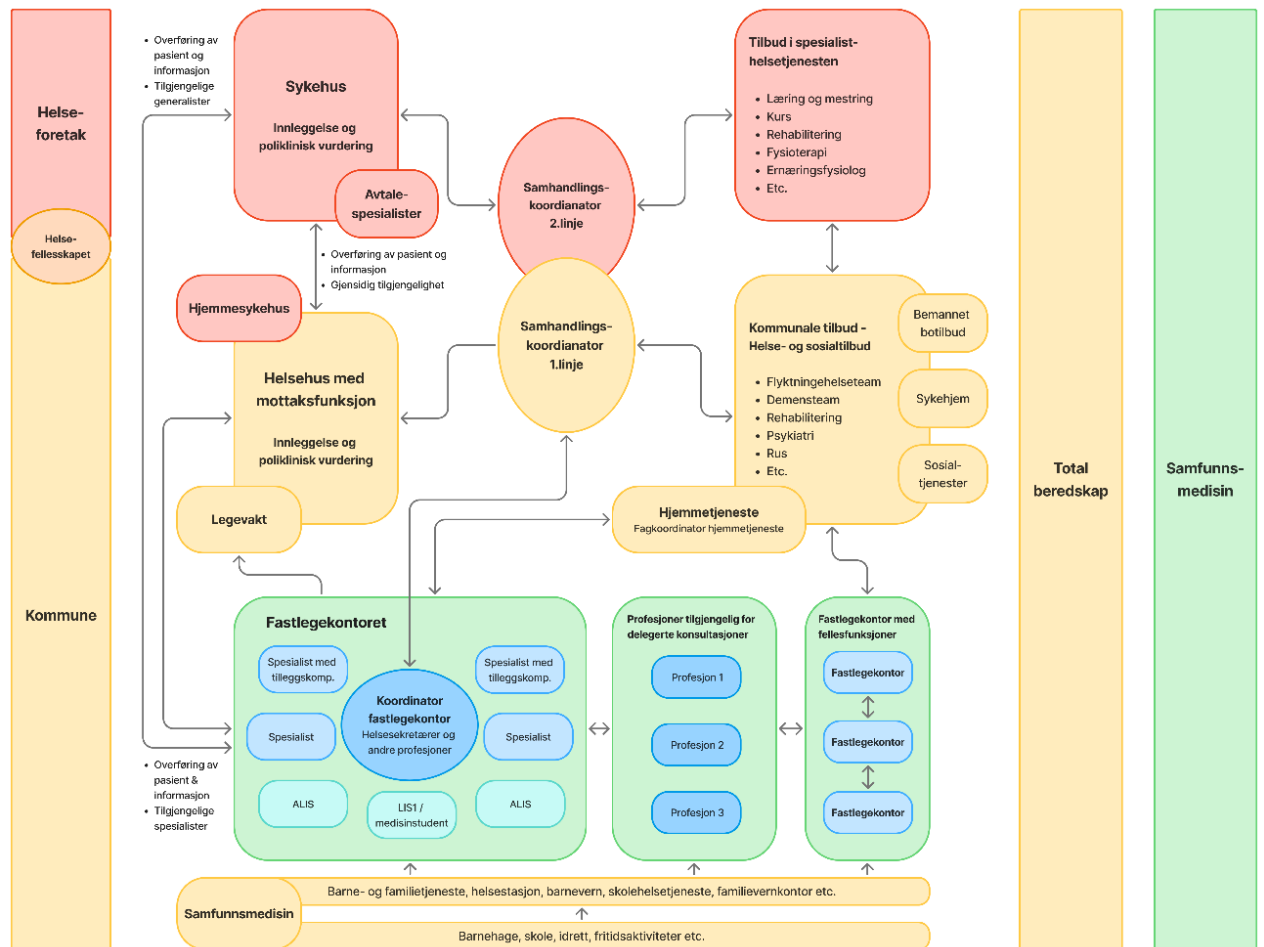 Helse-
foretak
Helse-
fellesskapet
Kommune
• Overføring av
pasient og
informasjon
• Tilgjengelige
generalister
Sykehus
Innleggelse og
poliklinisk vurdering
Avtale-
spesialister
Samhandlings-
koordianator
2.linje
Tilbud i spesialist-
helsetjenesten
• Læring og mestring
• Kurs
• Rehabilitering
• Fysioterapi
• Ernæringsfysiolog
• Etc.
• Overføring av pasient og
informasjon
• Gjensidig tilgjengelighet
Hjemmesykehus
Helsehus med
mottaksfunksjon
Innleggelse og
poliklinisk vurdering
Legevakt
Samhandlings-
koordianator
1.linje
Kommunale tilbud -
Helse- og sosialtilbud
• Flyktningehelseteam
• Demensteam
• Rehabilitering
• Psykiatri
• Rus
• Etc.
Bemannet
botilbud
Sykehjem
Sosial-
tjenester
Hjemmetjeneste
Fagkoordinator hjemmetjeneste
Fastlegekontoret
Spesialist med
tilleggskomp.
Spesialist med
tilleggskomp.
Koordinator
fastlegekontor
Helsesekretærer og
andre profesjoner
Spesialist
Spesialist
ALIS
LIS1 /
medisinstudent
ALIS
• Overføring av
pasient &
informasjon
• Tilgjengelige
spesialister
Profesjoner tilgjengelig for
delegerte konsultasjoner
Profesjon 1
Profesjon 2
Profesjon 3
Fastlegekontor med
fellesfunksjoner
Fastlegekontor
Fastlegekontor
Fastlegekontor
Samfunnsmedisin
Barne- og familietjeneste, helsestasjon, barnevern, skolehelsetjeneste, familievernkontor etc.
Barnehage, skole, idrett, fritidsaktiviteter etc.
Total
beredskap
Samfunns-
medisin